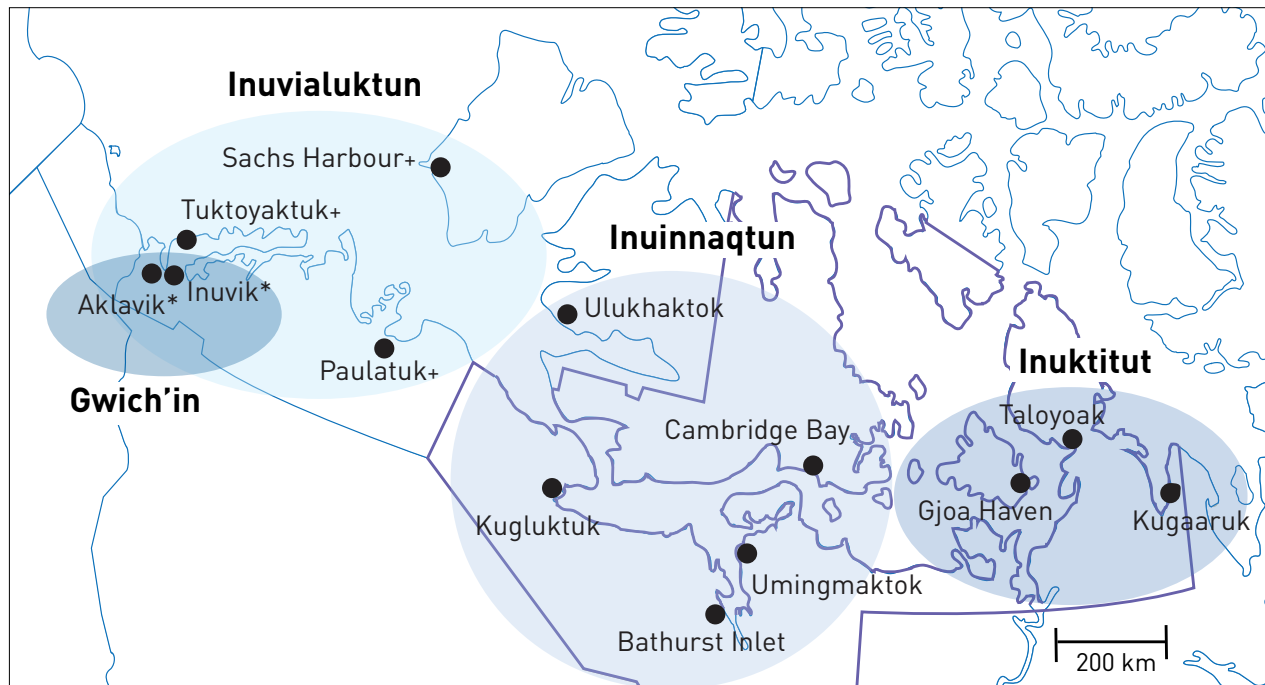 Inuvialuktun
Sachs Harbour+
Tuktoyaktuk+
Inuinnaqtun
Inuvik*
Aklavik*
Ulukhaktok
Paulatuk+
Inuktitut
Gwich’in
Taloyoak
Cambridge Bay
Gjoa Haven
Kugaaruk
Kugluktuk
Umingmaktok
Bathurst Inlet
200 km